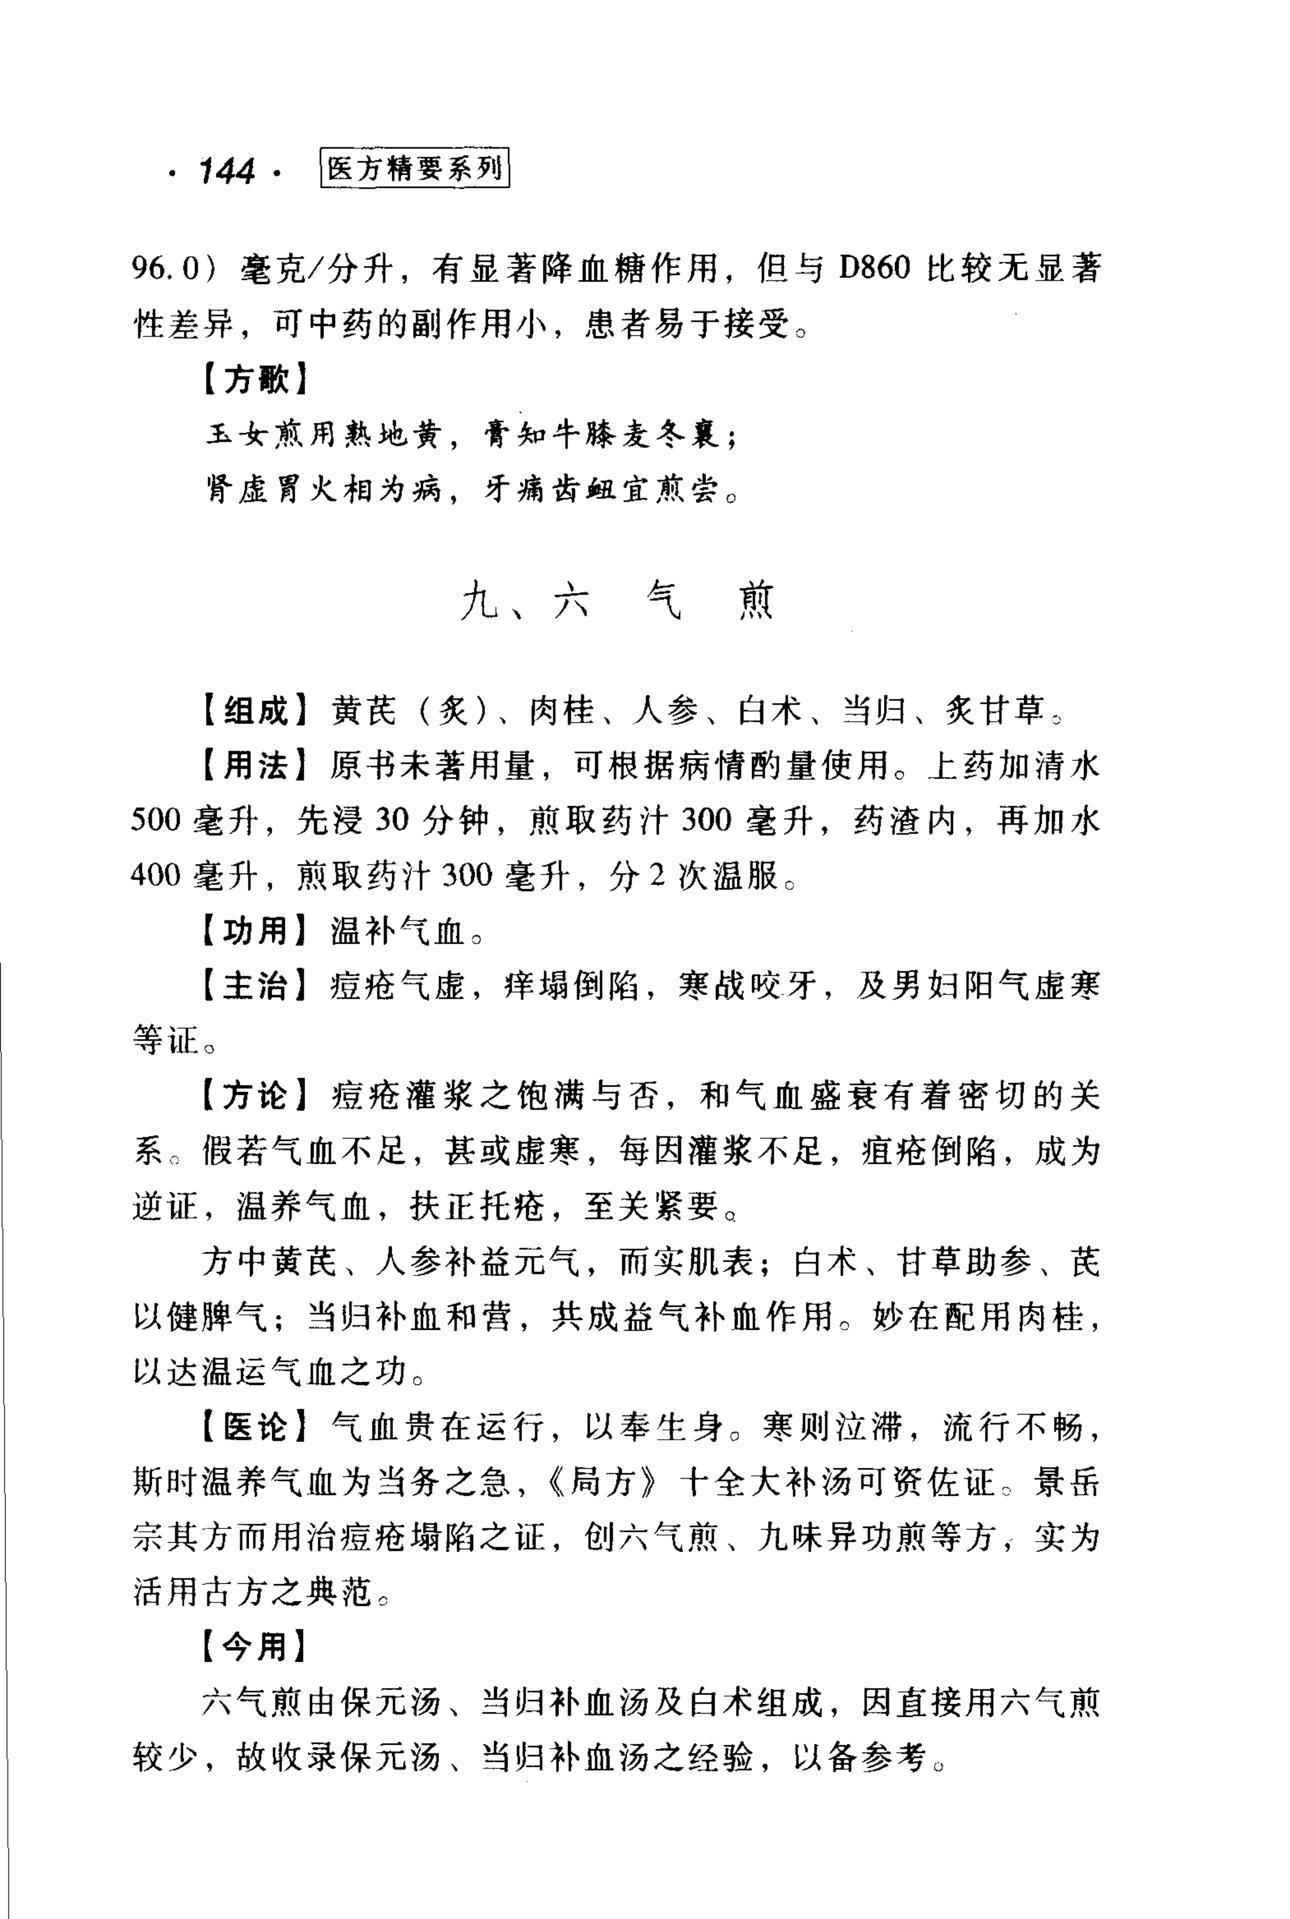 · 144 · 医方精要系列
96.0）毫克/分升，有显著降血糖作用，但与 D860 比较无显著
性差异，可中药的副作用小，患者易于接受。
【方歌】
玉女煎用熟地黄，膏知牛膝麦冬襄；
肾虚胃火相为病，牙痛齿衄宜煎尝。
九、六气煎
【组成】黄芪（炙）、肉桂、人参、白术、当归、炙甘草。
【用法】原书未著用量，可根据病情酌量使用。上药加清水
500 毫升，先浸 30 分钟，煎取药汁 300 毫升，药渣内，再加水
400 毫升，煎取药汁 300 毫升，分 2 次温服。
【功用】温补气血。
【主治】痘疮气虚，痒塌倒陷，寒战咬牙，及男妇阳气虚寒
等证。
【方论】痘疮灌浆之饱满与否，和气血盛衰有着密切的关
系。假若气血不足，甚或虚寒，每因灌浆不足，疽疮倒陷，成为
逆证，温养气血，扶正托疮，至关紧要。
方中黄芪、人参补益元气，而实肌表；白术、甘草助参、芪
以健脾气；当归补血和营，共成益气补血作用。妙在配用肉桂，
以达温运气血之功。
【医论】气血贵在运行，以奉生身。寒则泣滞，流行不畅，
斯时温养气血为当务之急，《局方》十全大补汤可资佐证。景岳
宗其方而用治痘疮塌陷之证，创六气煎、九味异功煎等方，实为
活用古方之典范。
【今用】
六气煎由保元汤、当归补血汤及白术组成，因直接用六气煎
较少，故收录保元汤、当归补血汤之经验，以备参考。